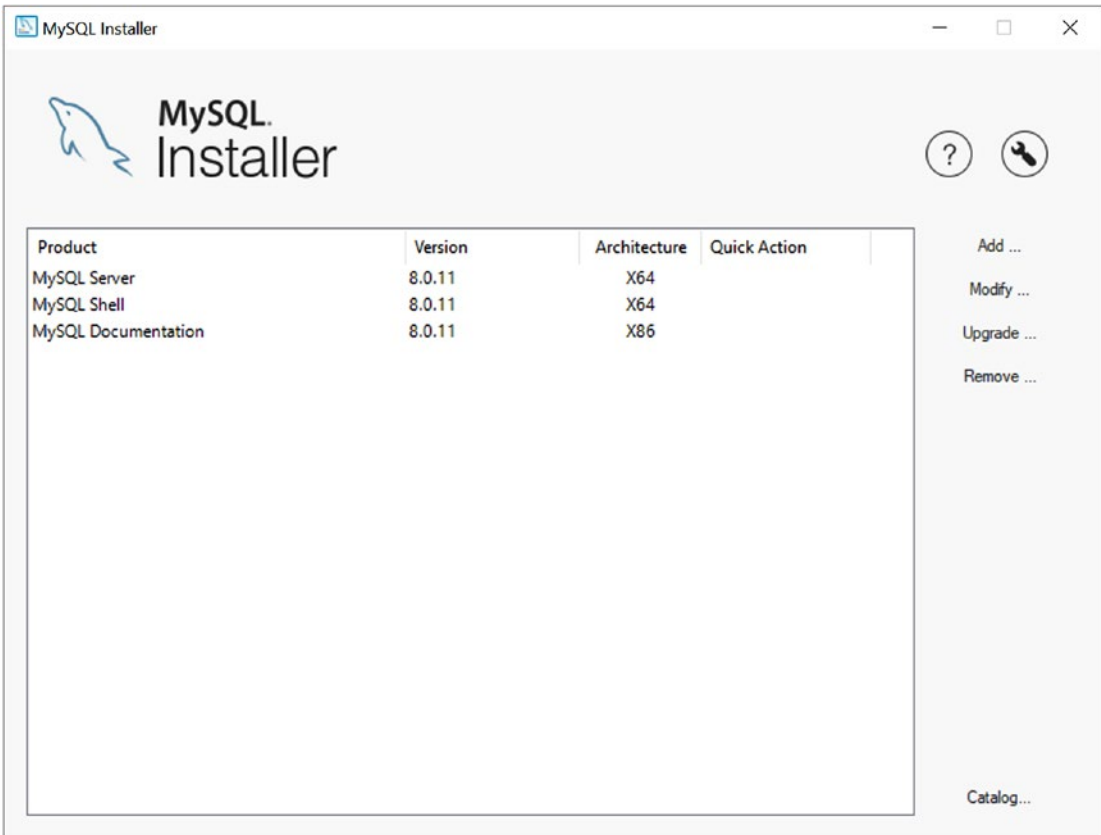 MySQL Installer
MySQL.
Installer
?
Product Version Architecture Quick Action
MySQL Server 8.0.11 X64
MySQL Shell 8.0.11 X64
MySQL Documentation 8.0.11 X86
Add ...
Modify ...
Upgrade ...
Remove ...
Catalog...